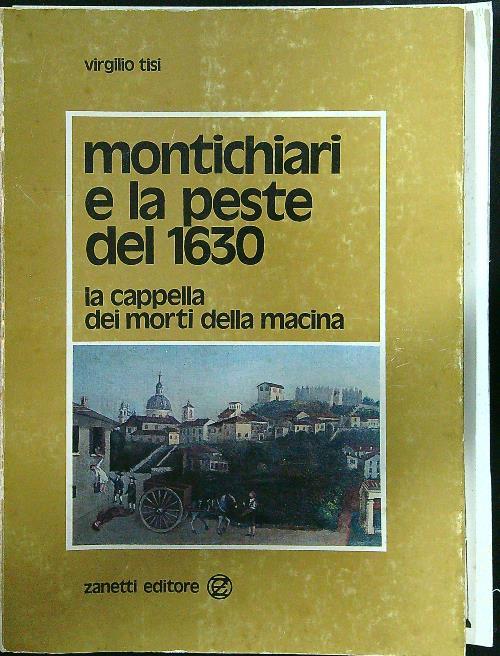 virgilio tisi
montichiari
e la peste
del 1630
la cappella
dei morti della macina
zanetti editore